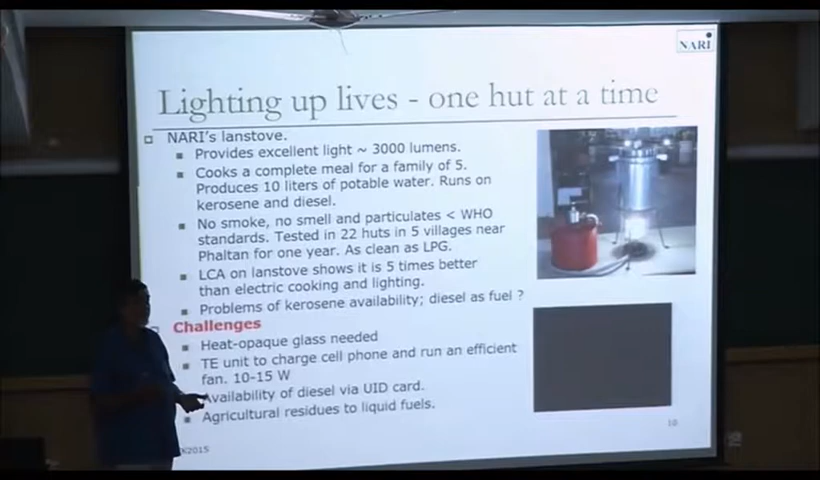 NARI
Lighting up lives - one hut at a time
NARI's lanstove.
Provides excellent light ~ 3000 lumens.
Cooks a complete meal for a family of 5.
Produces 10 liters of potable water. Runs on
kerosene and diesel.
No smoke, no smell and particulates < WHO
standards. Tested in 22 huts in 5 villages near
Phaltan for one year. As clean as LPG.
LCA on lanstove shows it is 5 times better
than electric cooking and lighting.
Problems of kerosene availability; diesel as fuel ?
Challenges
Heat-opaque glass needed
TE unit to charge cell phone and run an efficient
fan. 10-15 W
Availability of diesel via UID card.
Agricultural residues to liquid fuels.
10